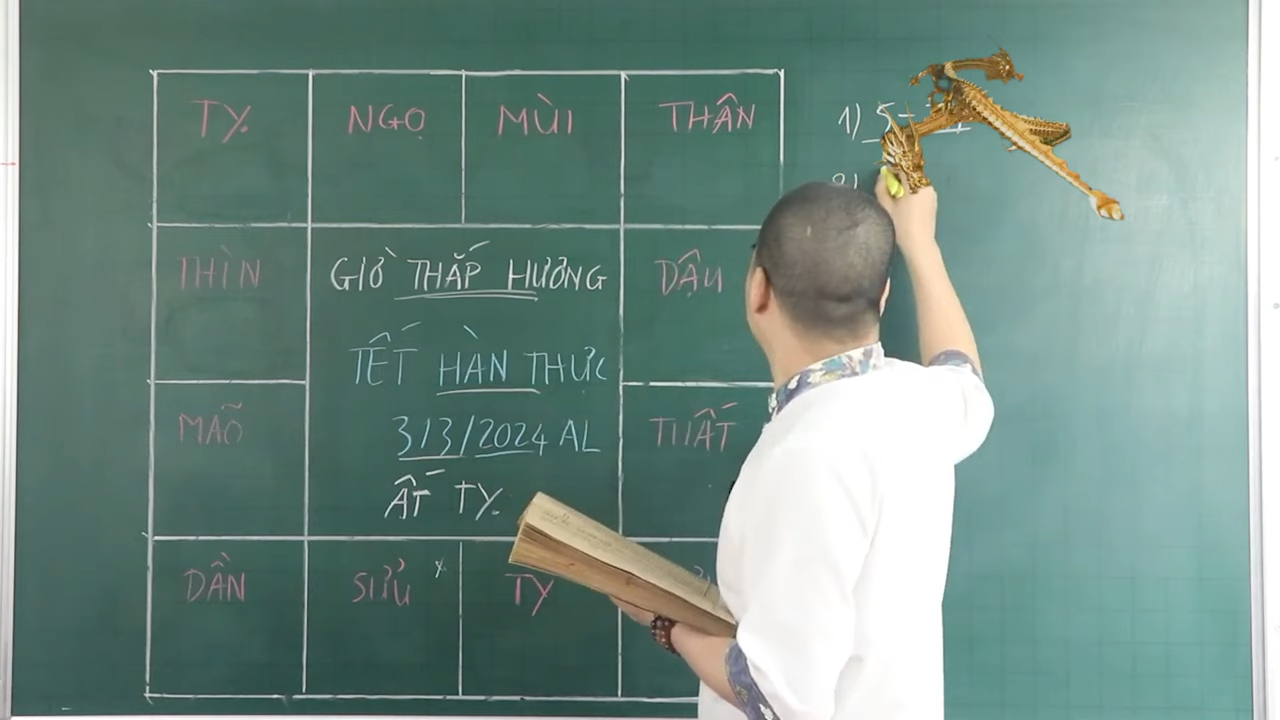 TỴ NGỌ MÙI THÂN
1) 5
THÌN GIỜ THẮP HƯƠNG DẬU
TẾT HÀN THỰC
MÃO 3/3/2024 AL TUẤT
ẤT TỴ
DẦN SỬU TÝ